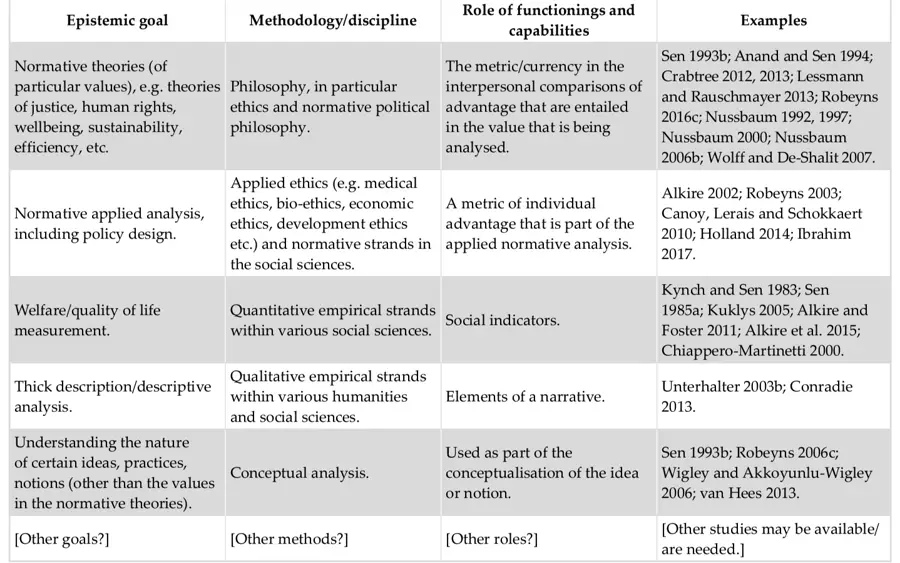 Epistemic goal
Methodology/discipline
Role of functionings and
capabilities
Examples
Normative theories (of
particular values), e.g. theories
of justice, human rights,
wellbeing, sustainability,
efficiency, etc.
Philosophy, in particular
ethics and normative political
philosophy.
The metric/currency in the
interpersonal comparisons of
advantage that are entailed
in the value that is being
analysed.
Sen 1993b; Anand and Sen 1994;
Crabtree 2012, 2013; Lessmann
and Rauschmayer 2013; Robeyns
2016c; Nussbaum 1992, 1997;
Nussbaum 2000; Nussbaum
2006b; Wolff and De-Shalit 2007.
Normative applied analysis,
including policy design.
Applied ethics (e.g. medical
ethics, bio-ethics, economic
ethics, development ethics
etc.) and normative strands in
the social sciences.
A metric of individual
advantage that is part of the
applied normative analysis.
Alkire 2002; Robeyns 2003;
Canoy, Lerais and Schokkaert
2010; Holland 2014; Ibrahim
2017.
Welfare/quality of life
measurement.
Quantitative empirical strands
within various social sciences.
Social indicators.
Kynch and Sen 1983; Sen
1985a; Kuklys 2005; Alkire and
Foster 2011; Alkire et al. 2015;
Chiappero-Martinetti 2000.
Thick description/descriptive
analysis.
Qualitative empirical strands
within various humanities
and social sciences.
Elements of a narrative.
Unterhalter 2003b; Conradie
2013.
Understanding the nature
of certain ideas, practices,
notions (other than the values
in the normative theories).
Conceptual analysis.
Used as part of the
conceptualisation of the idea
or notion.
Sen 1993b; Robeyns 2006c;
Wigley and Akkoyunlu-Wigley
2006; van Hees 2013.
[Other goals?]
[Other methods?]
[Other roles?]
[Other studies may be available/
are needed.]